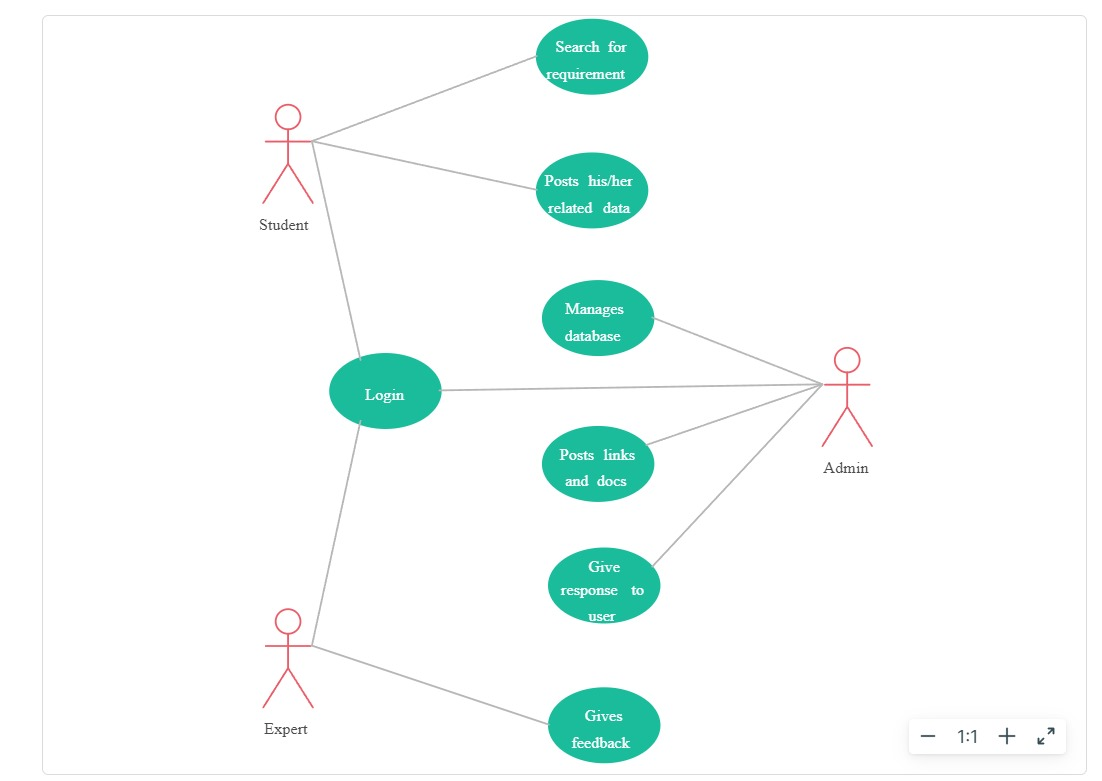 Search for
requirement
Student
Posts his/her
related data
Manages
database
Login
Admin
Posts links
and docs
Give
response to
user
Expert
Gives
feedback
1:1